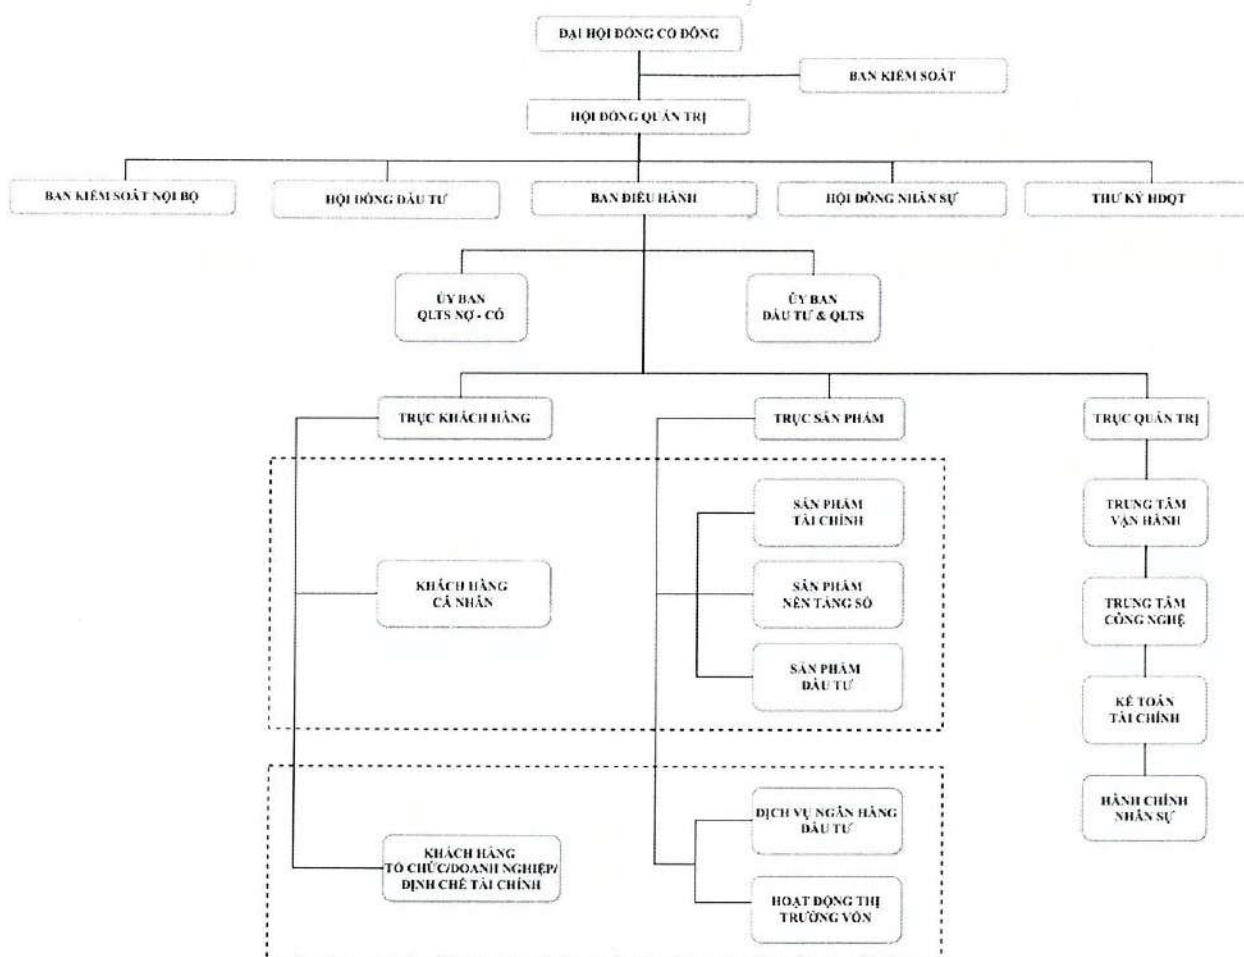 ĐẠI HỘI ĐỒNG CỔ ĐÔNG
BAN KIỂM SOÁT
HỘI ĐỒNG QUẢN TRỊ
BAN KIỂM SOÁT NỘI BỘ
HỘI ĐỒNG ĐẦU TƯ
BAN ĐIỀU HÀNH
HỘI ĐỒNG NHÂN SỰ
THƯ KÝ HĐQT
ỦY BAN
QLTS NỢ - CÓ
ỦY BAN
ĐẦU TƯ & QLTS
TRỤC KHÁCH HÀNG
TRỤC SẢN PHẨM
TRỤC QUẢN TRỊ
KHÁCH HÀNG
CÁ NHÂN
SẢN PHẨM
TÀI CHÍNH
SẢN PHẨM
NỀN TẢNG SỐ
SẢN PHẨM
ĐẦU TƯ
TRUNG TÂM
VẬN HÀNH
TRUNG TÂM
CÔNG NGHỆ
KẾ TOÁN
TÀI CHÍNH
HÀNH CHÍNH
NHÂN SỰ
KHÁCH HÀNG
TỔ CHỨC/DOANH NGHIỆP/
ĐỊNH CHẾ TÀI CHÍNH
DỊCH VỤ NGÂN HÀNG
ĐẦU TƯ
HOẠT ĐỘNG THỊ
TRƯỜNG VỐN